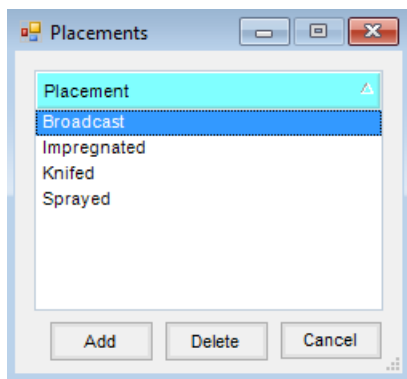 Placements
Placement
Broadcast
Impregnated
Knifed
Sprayed
Add Delete Cancel